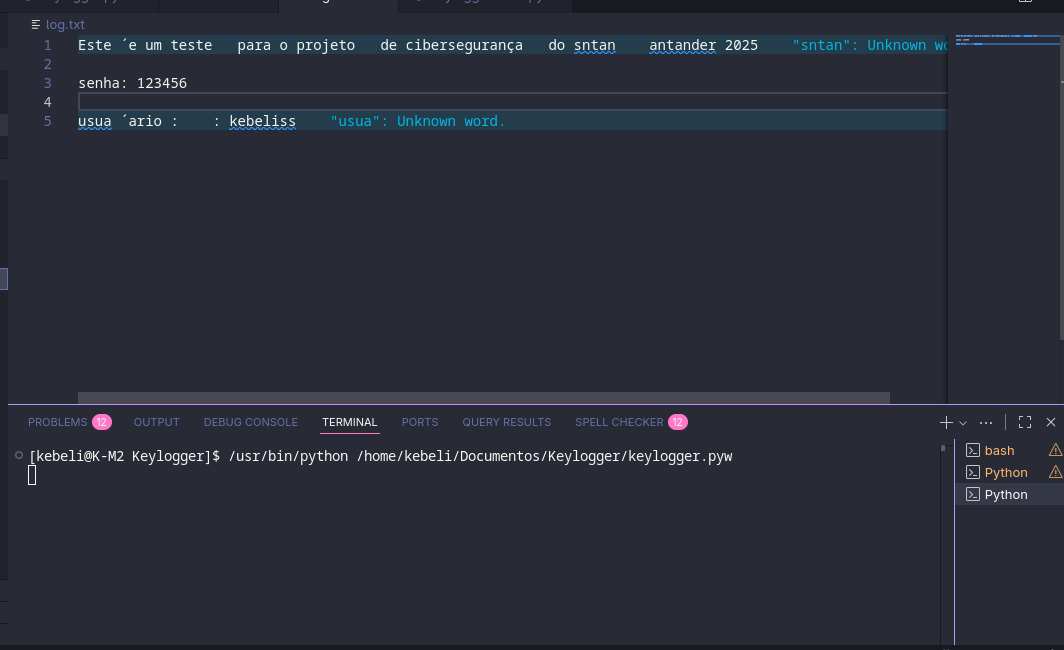 log.txt
1 Este ´e um teste   para o projeto   de cibersegurança   do sntan    antander 2025    "sntan": Unknown wo
2
3 senha: 123456
4
5 usua ´ario :    : kebeliss    "usua": Unknown word.
PROBLEMS 12 OUTPUT DEBUG CONSOLE TERMINAL PORTS QUERY RESULTS SPELL CHECKER 12
[kebeli@K-M2 Keylogger]$ /usr/bin/python /home/kebeli/Documentos/Keylogger/keylogger.pyw
bash
Python
Python